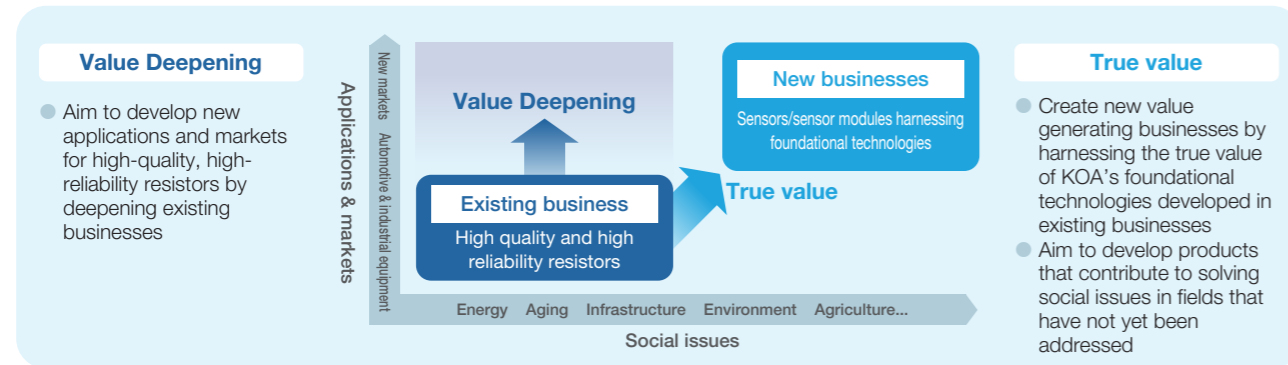 Value Deepening
Aim to develop new
applications and markets
for high-quality, high-
reliability resistors by
deepening existing
businesses
Applications & markets
New markets
Automotive & industrial equipment
Value Deepening
Existing business
High quality and high
reliability resistors
New businesses
Sensors/sensor modules harnessing
foundational technologies
True value
Energy Aging Infrastructure Environment Agriculture...
Social issues
True value
Create new value
generating businesses by
harnessing the true value
of KOA's foundational
technologies developed in
existing businesses
Aim to develop products
that contribute to solving
social issues in fields that
have not yet been
addressed